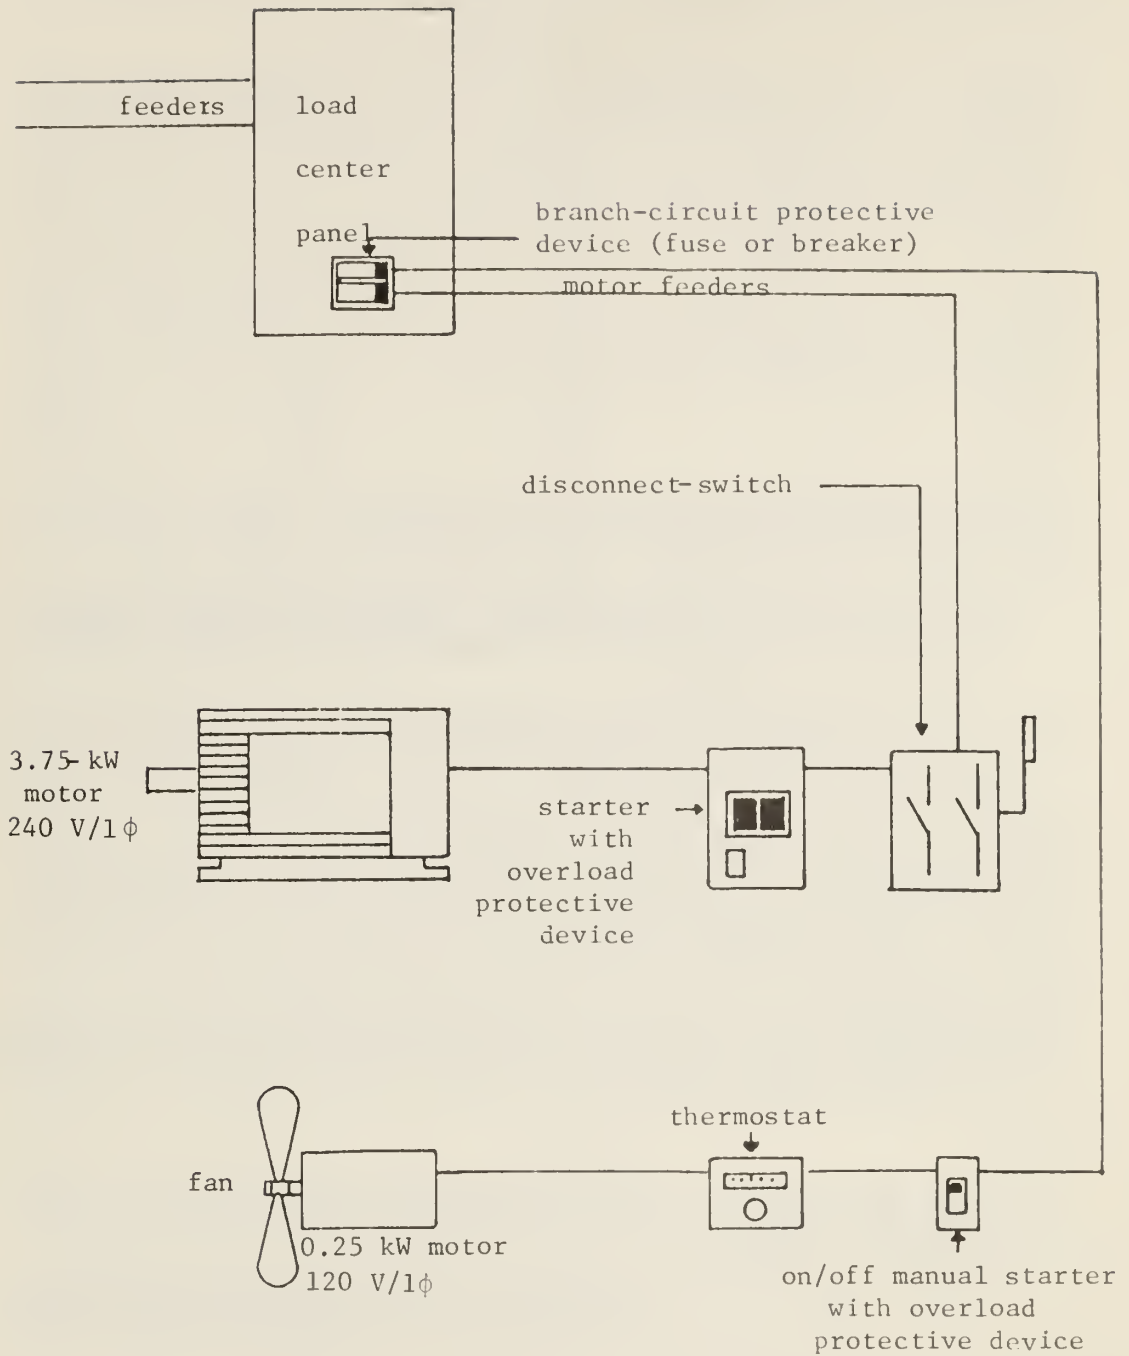 feeders
load
center
panel
branch-circuit protective
device (fuse or breaker)
motor feeders
disconnect-switch
3.75-kW
motor
240 V/1ϕ
starter
with
overload
protective
device
thermostat
fan
0.25 kW motor
120 V/1ϕ
on/off manual starter
with overload
protective device